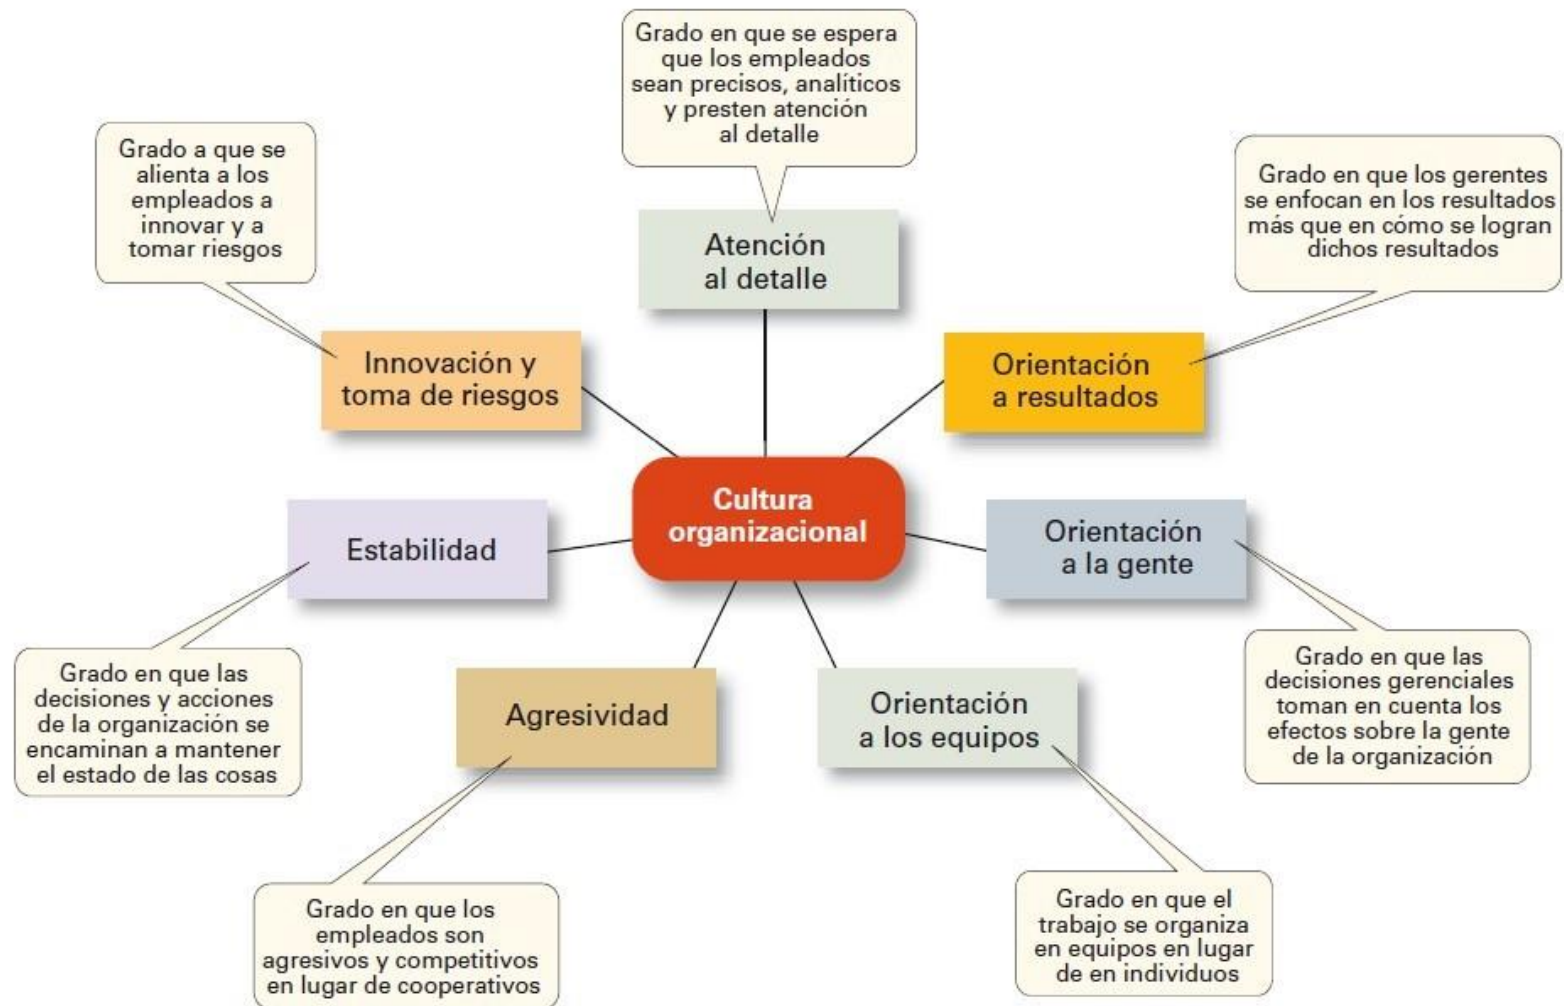 Grado en que se espera
que los empleados
sean precisos, analíticos
y presten atención
al detalle
Grado a que se
alienta a los
empleados a
innovar y a
tomar riesgos
Grado en que los gerentes
se enfocan en los resultados
más que en cómo se logran
dichos resultados
Atención
al detalle
Innovación y
toma de riesgos
Orientación
a resultados
Cultura
organizacional
Estabilidad
Orientación
a la gente
Grado en que las
decisiones y acciones
de la organización se
encaminan a mantener
el estado de las cosas
Agresividad
Orientación
a los equipos
Grado en que las
decisiones gerenciales
toman en cuenta los
efectos sobre la gente
de la organización
Grado en que los
empleados son
agresivos y competitivos
en lugar de cooperativos
Grado en que el
trabajo se organiza
en equipos en lugar
de en individuos